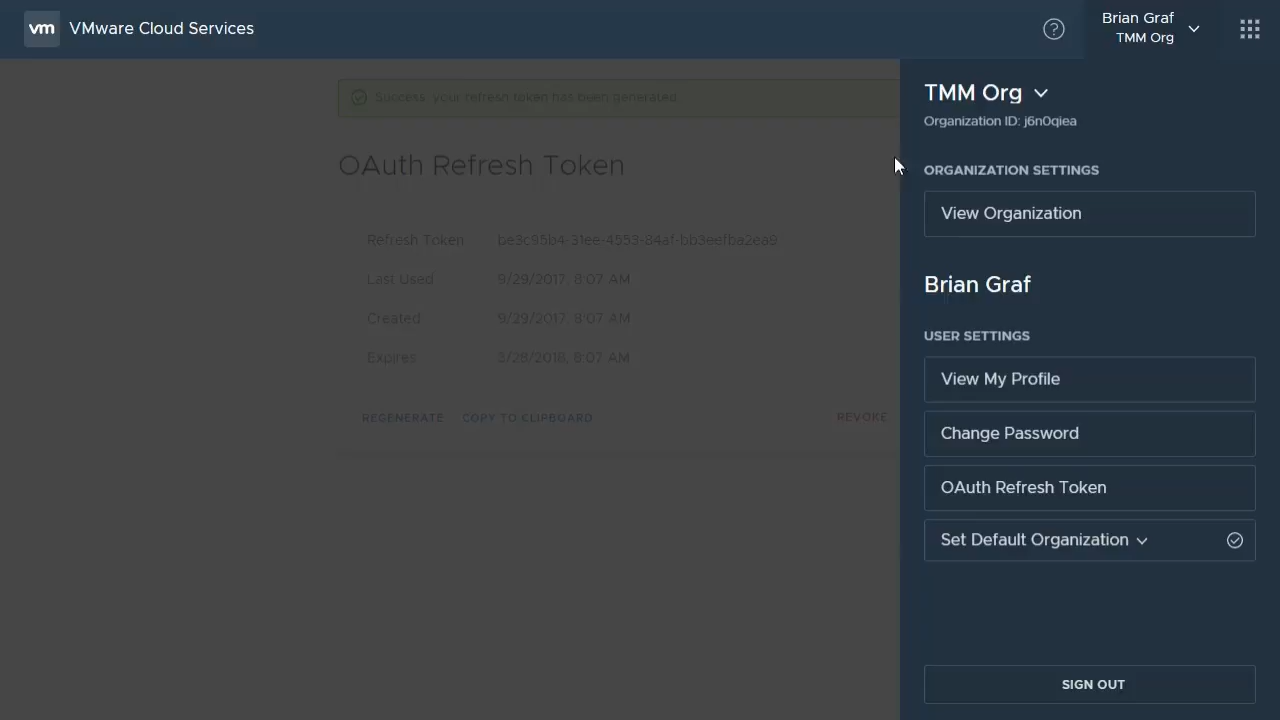 vm VMware Cloud Services
?
Brian Graf
TMM Org
Success, your refresh token has been generated.
OAuth Refresh Token
Refresh Token be3c95b4-31ee-4553-84af-bb3eefba2ea9
Last Used 9/29/2017, 8:07 AM
Created 9/29/2017, 8:07 AM
Expires 3/28/2018, 8:07 AM
REGENERATE COPY TO CLIPBOARD REVOKE
TMM Org
Organization ID: j6n0qiea
ORGANIZATION SETTINGS
View Organization
Brian Graf
USER SETTINGS
View My Profile
Change Password
OAuth Refresh Token
Set Default Organization
SIGN OUT